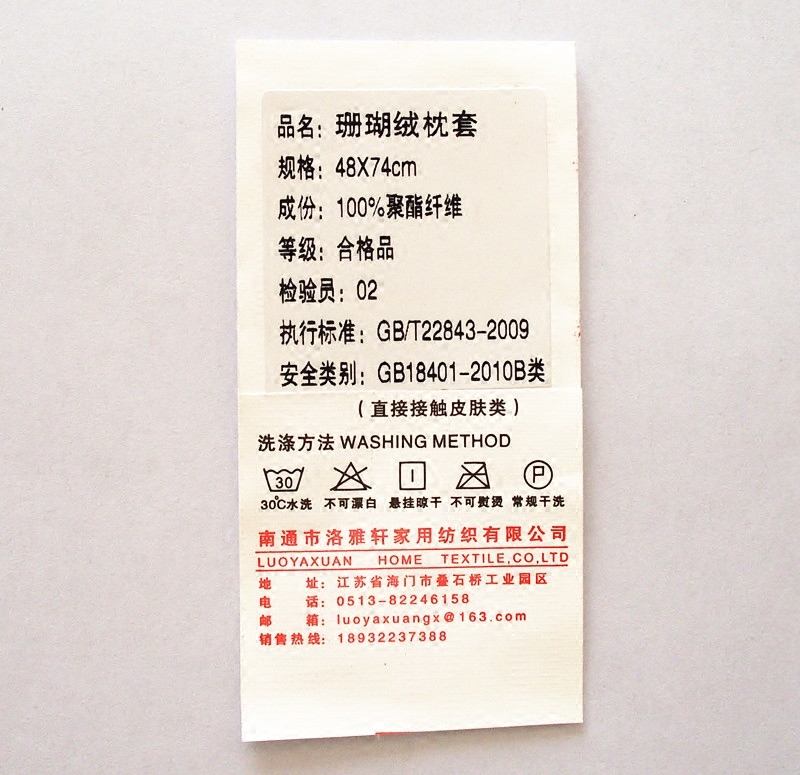 品名：珊瑚绒枕套
规格：48X74cm
成份：100%聚酯纤维
等级：合格品
检验员：02
执行标准：GB/T22843-2009
安全类别：GB18401-2010B类
（直接接触皮肤类）
洗涤方法 WASHING METHOD
30 P
30℃水洗 不可漂白 悬挂晾干 不可熨烫 常规干洗
南通市洛雅轩家用纺织有限公司
LUOYAXUAN HOME TEXTILE,CO,LTD
地 址：江苏省海门市叠石桥工业园区
电 话：0513-82246158
邮 箱：luoyaxuangx@163.com
销售热线：18932237388